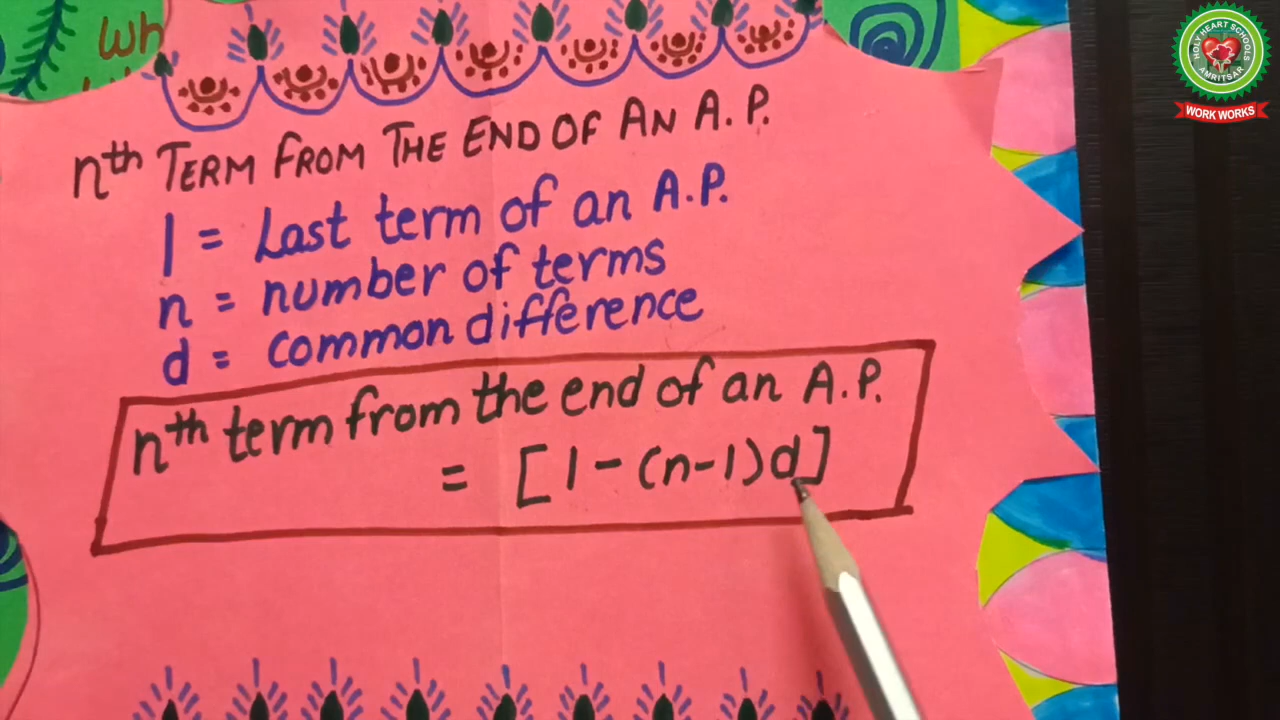 Wh
nth TERM FROM THE END OF AN A.P.
l = Last term of an A.P.
n = number of terms
d = common difference
nth term from the end of an A.P.
= [l - (n-1)d]
HOLY HEART SCHOOLS
AMRITSAR
WORK WORKS